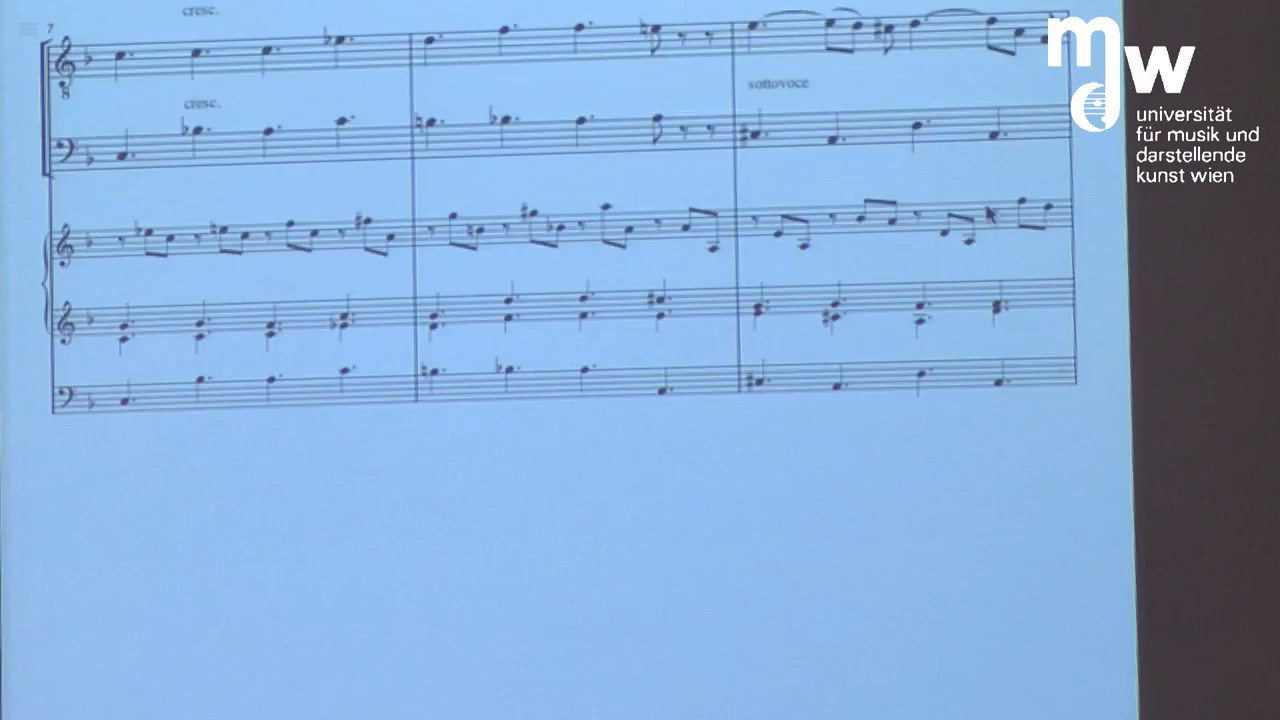 cresc.
7
8
cresc.
sottovoce
mdw
universität
für musik und
darstellende
kunst wien